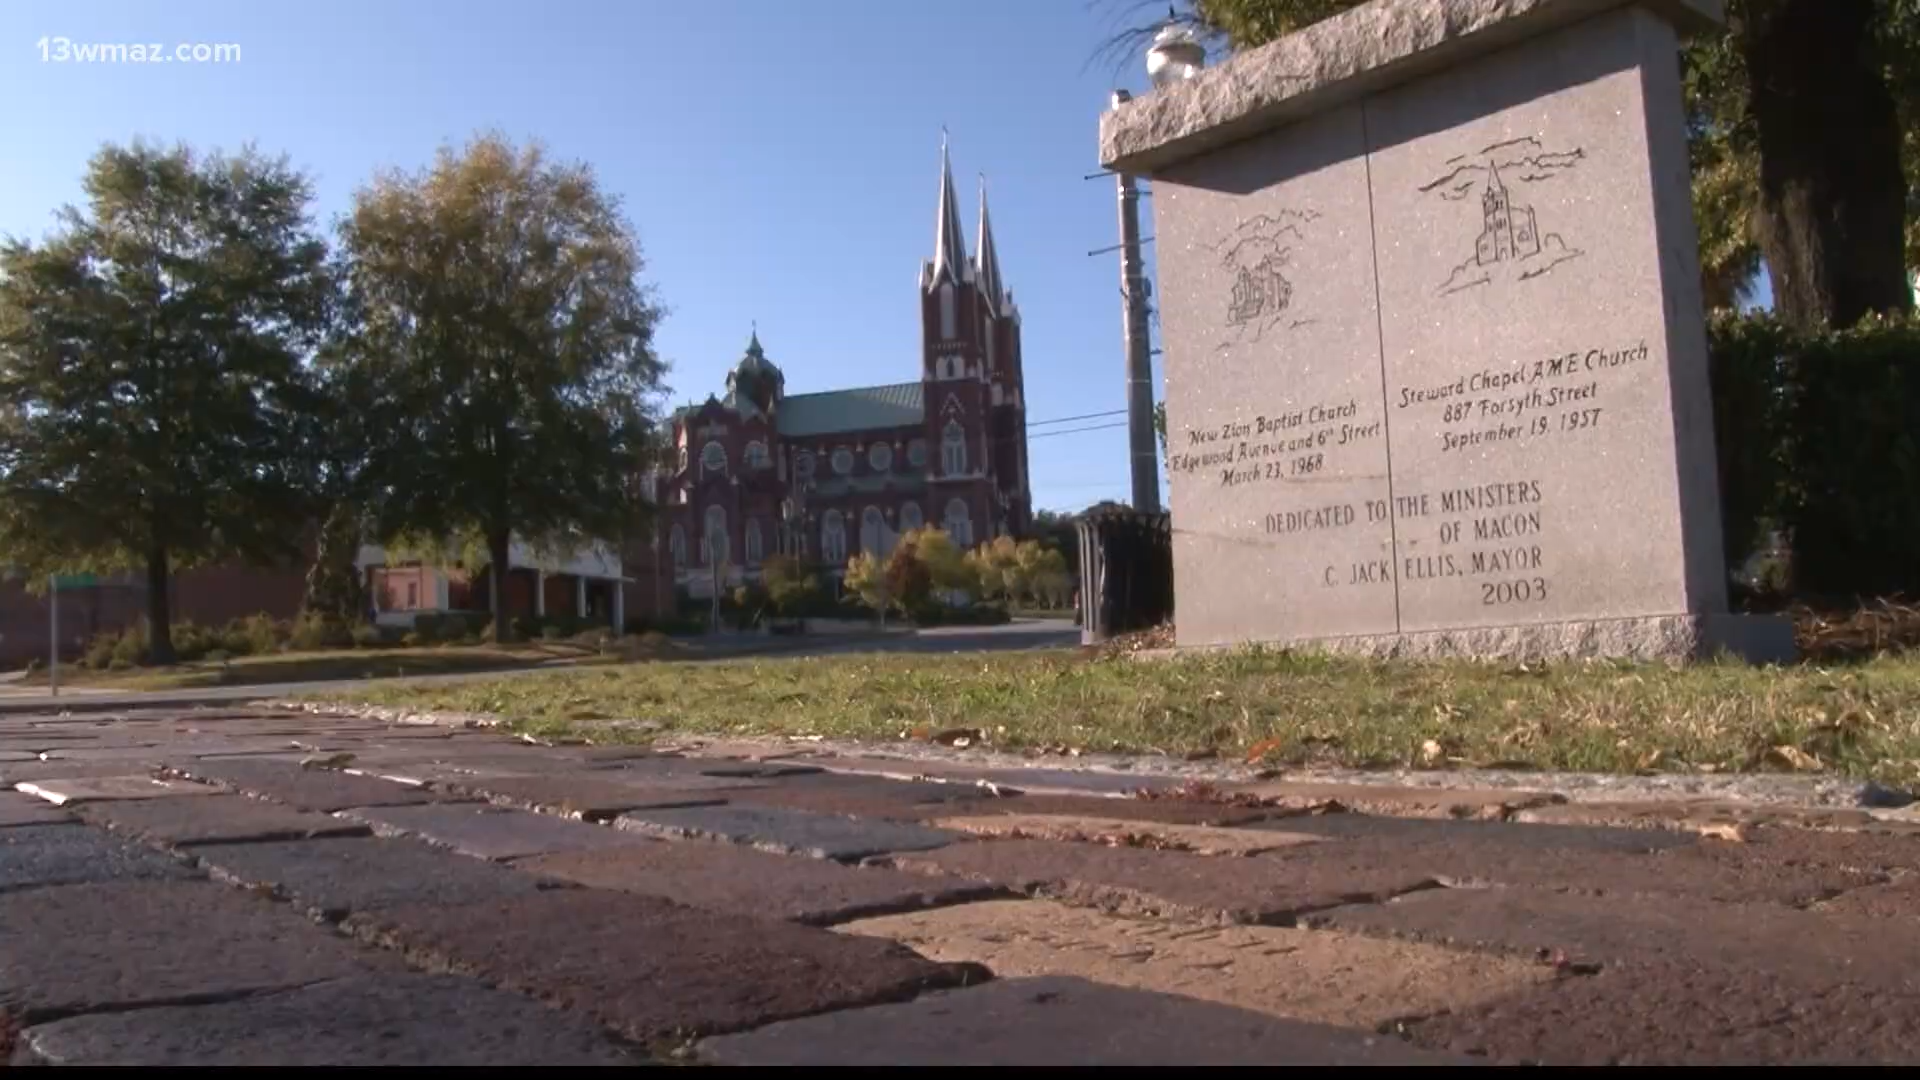 13wmaz.com
New Zion Baptist Church
Edgewood Avenue and 6th Street
March 23, 1968
Steward Chapel AME Church
887 Forsyth Street
September 19, 1957
DEDICATED TO THE MINISTERS
OF MACON
C. JACK ELLIS, MAYOR
2003